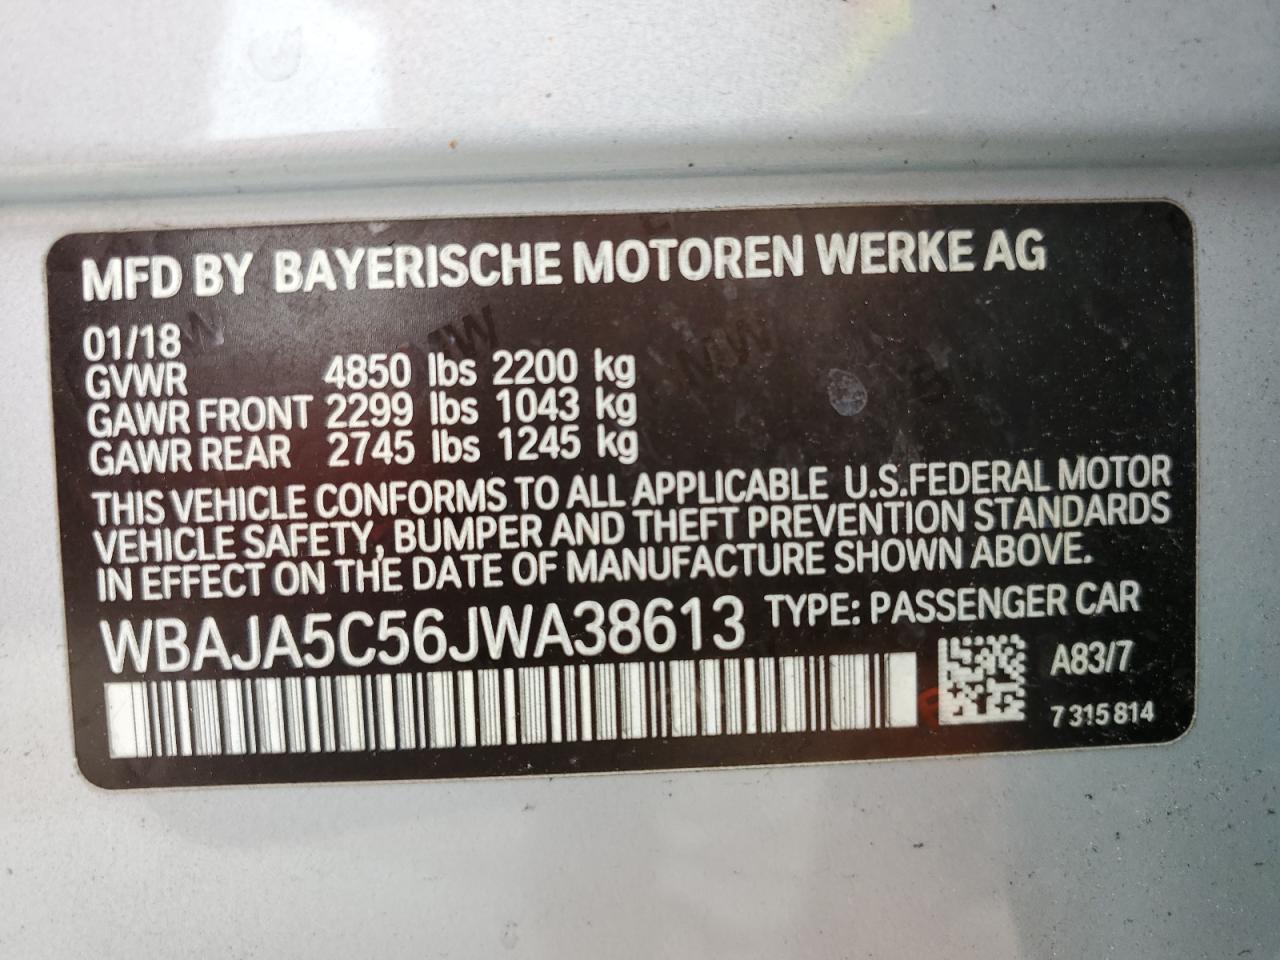 MFD BY BAYERISCHE MOTOREN WERKE AG
01/18
GVWR 4850 lbs 2200 kg
GAWR FRONT 2299 lbs 1043 kg
GAWR REAR 2745 lbs 1245 kg
THIS VEHICLE CONFORMS TO ALL APPLICABLE U.S.FEDERAL MOTOR
VEHICLE SAFETY, BUMPER AND THEFT PREVENTION STANDARDS
IN EFFECT ON THE DATE OF MANUFACTURE SHOWN ABOVE.
WBAJA5C56JWA38613 TYPE: PASSENGER CAR
A83/7
7 315 814